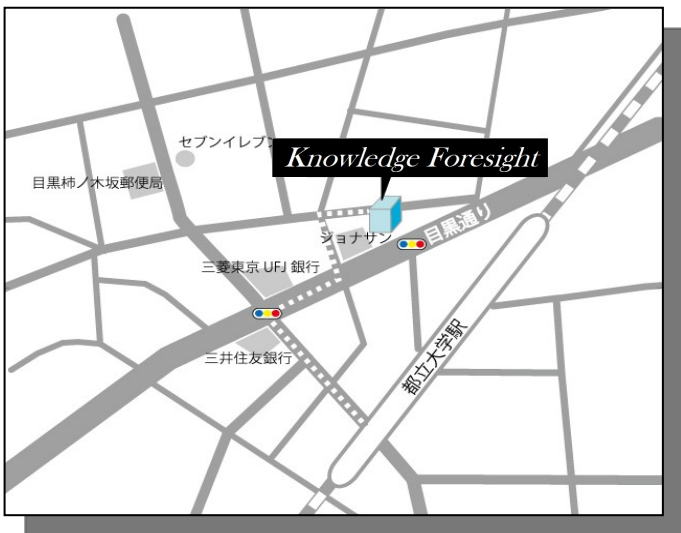 セブンイレブン
Knowledge Foresight
目黒柿ノ木坂郵便局
目黒通り
ジョナサン
三菱東京 UFJ 銀行
三井住友銀行
都立大学駅